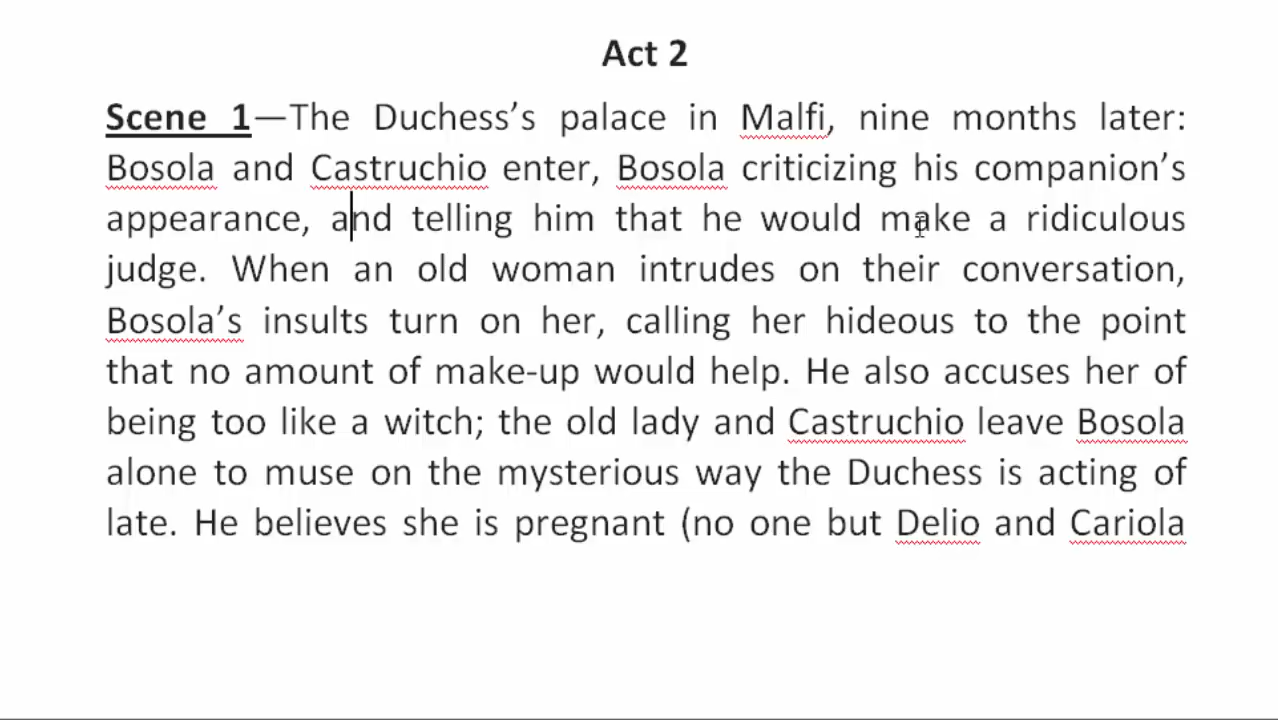 Act 2
Scene 1—The Duchess’s palace in Malfi, nine months later:
Bosola and Castruchio enter, Bosola criticizing his companion’s
appearance, and telling him that he would make a ridiculous
judge. When an old woman intrudes on their conversation,
Bosola’s insults turn on her, calling her hideous to the point
that no amount of make-up would help. He also accuses her of
being too like a witch; the old lady and Castruchio leave Bosola
alone to muse on the mysterious way the Duchess is acting of
late. He believes she is pregnant (no one but Delio and Cariola